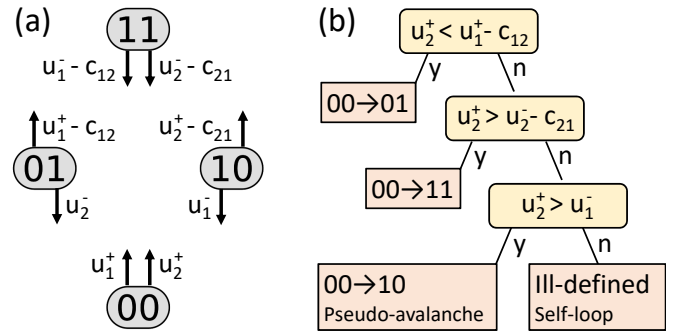 (a)
11
u₁⁻ - c₁₂ u₂⁻ - c₂₁
u₁⁺ - c₁₂ u₂⁺ - c₂₁
01 10
u₂⁻ u₁⁻
u₁⁺ u₂⁺
00
(b)
u₂⁺ < u₁⁺ - c₁₂
y n
00→01
u₂⁺ > u₂⁻ - c₂₁
y n
00→11
u₂⁺ > u₁⁻
y n
00→10
Pseudo-avalanche
Ill-defined
Self-loop